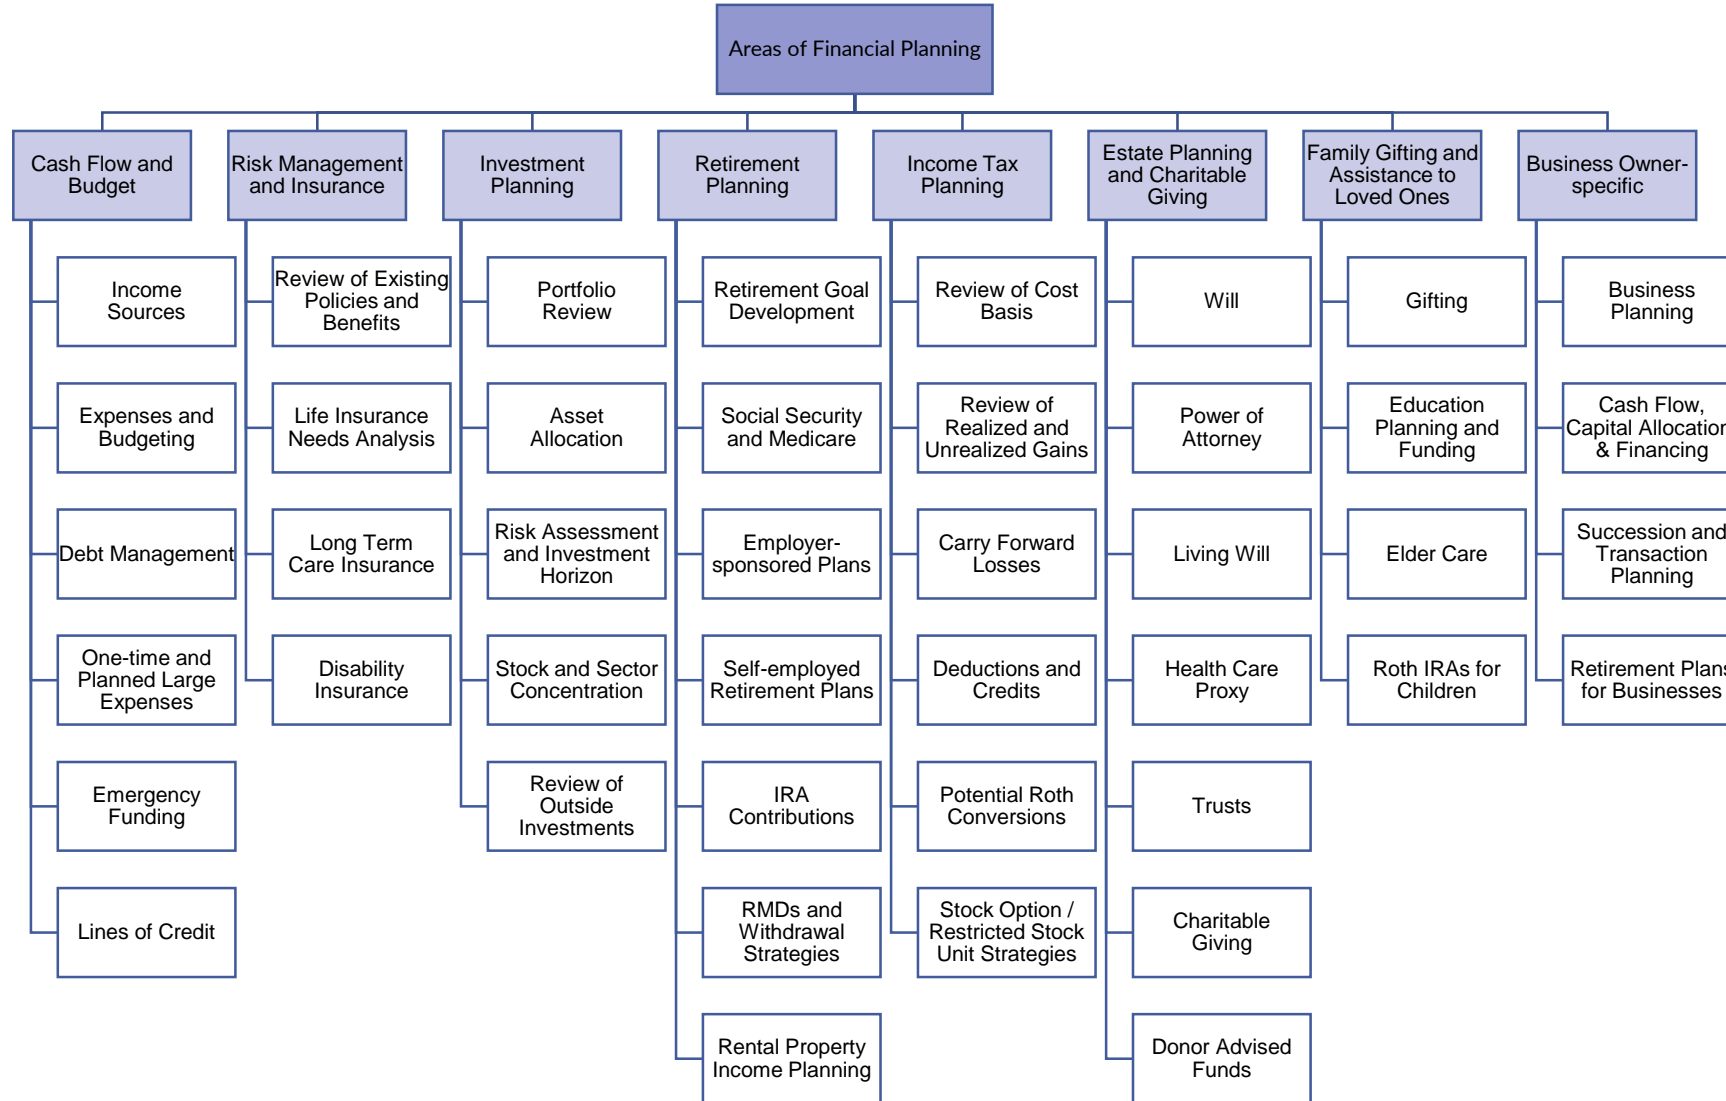 Areas of Financial Planning
Cash Flow and
Budget
Income
Sources
Expenses and
Budgeting
Debt Management
One-time and
Planned Large
Expenses
Emergency
Funding
Lines of Credit
Risk Management
and Insurance
Review of Existing
Policies and
Benefits
Life Insurance
Needs Analysis
Long Term
Care Insurance
Disability
Insurance
Investment
Planning
Portfolio
Review
Asset
Allocation
Risk Assessment
and Investment
Horizon
Stock and Sector
Concentration
Review of
Outside
Investments
Retirement
Planning
Retirement Goal
Development
Social Security
and Medicare
Employer-
sponsored Plans
Self-employed
Retirement Plans
IRA
Contributions
RMDs and
Withdrawal
Strategies
Rental Property
Income Planning
Income Tax
Planning
Review of Cost
Basis
Review of
Realized and
Unrealized Gains
Carry Forward
Losses
Deductions and
Credits
Potential Roth
Conversions
Stock Option /
Restricted Stock
Unit Strategies
Estate Planning
and Charitable
Giving
Will
Power of
Attorney
Living Will
Health Care
Proxy
Trusts
Charitable
Giving
Donor Advised
Funds
Family Gifting and
Assistance to
Loved Ones
Gifting
Education
Planning and
Funding
Elder Care
Roth IRAs for
Children
Business Owner-
specific
Business
Planning
Cash Flow,
Capital Allocation
& Financing
Succession and
Transaction
Planning
Retirement Plans
for Businesses